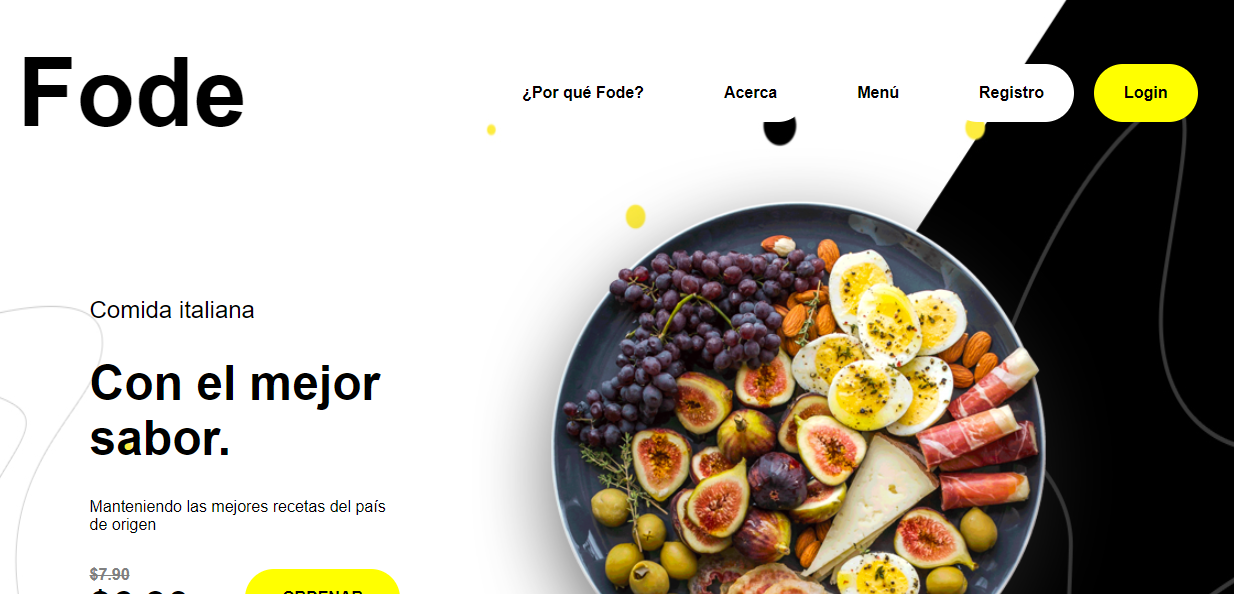 Fode
¿Por qué Fode? Acerca Menú Registro Login
Comida italiana
Con el mejor
sabor.
Manteniendo las mejores recetas del país
de origen
$7.90
ORDENAR